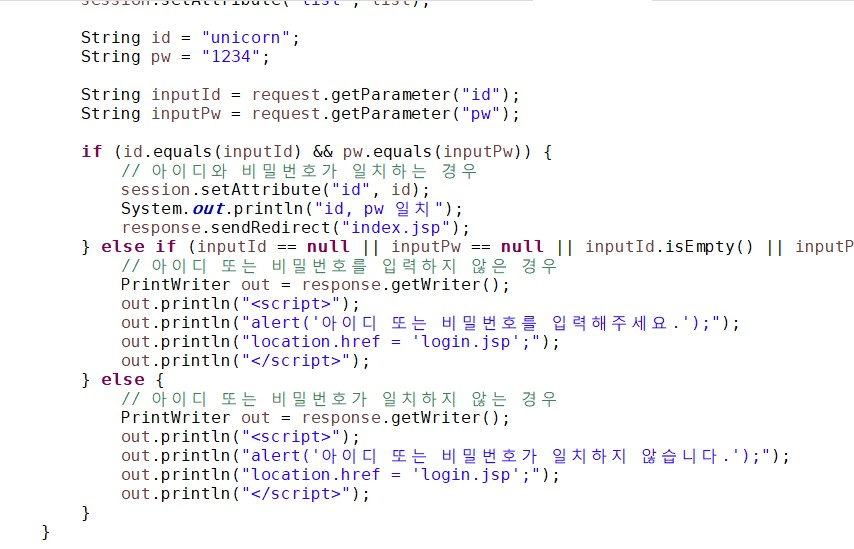 session.setAttribute("list", list);
String id = "unicorn";
String pw = "1234";
String inputId = request.getParameter("id");
String inputPw = request.getParameter("pw");
if (id.equals(inputId) && pw.equals(inputPw)) {
// 아이디와 비밀번호가 일치하는 경우
session.setAttribute("id", id);
System.out.println("id, pw 일치");
response.sendRedirect("index.jsp");
} else if (inputId == null || inputPw == null || inputId.isEmpty() || inputP
// 아이디 또는 비밀번호를 입력하지 않은 경우
PrintWriter out = response.getWriter();
out.println("<script>");
out.println("alert('아이디 또는 비밀번호를 입력해주세요.');");
out.println("location.href = 'login.jsp';");
out.println("</script>");
} else {
// 아이디 또는 비밀번호가 일치하지 않는 경우
PrintWriter out = response.getWriter();
out.println("<script>");
out.println("alert('아이디 또는 비밀번호가 일치하지 않습니다.');");
out.println("location.href = 'login.jsp';");
out.println("</script>");
}
}